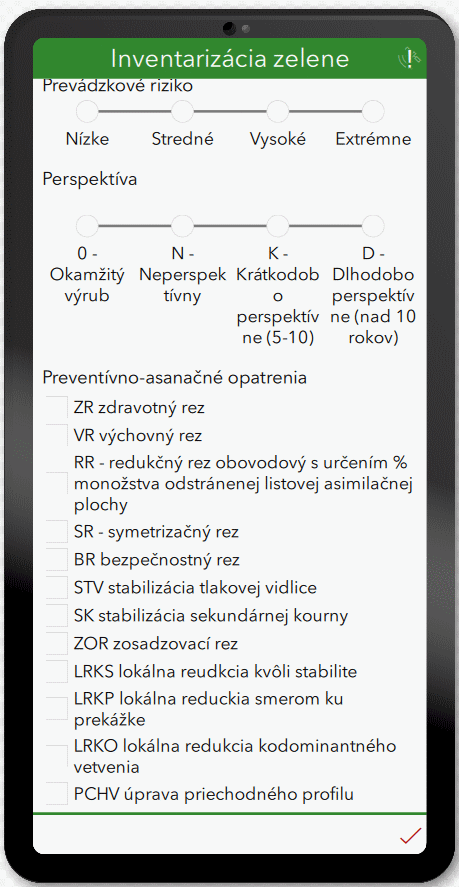 Inventarizácia zelene
Prevádzkové riziko
Nízke Stredné Vysoké Extrémne
Perspektíva
0 - Okamžitý výrub
N - Neperspektívny
K - Krátkodobo perspektívne (5-10)
D - Dlhodobo perspektívne (nad 10 rokov)
Preventívno-asanačné opatrenia
ZR zdravotný rez
VR výchovný rez
RR - redukčný rez obovodový s určením %
monožstva odstránenej listovej asimilačnej
plochy
SR - symetrizačný rez
BR bezpečnostný rez
STV stabilizácia tlakovej vidlice
SK stabilizácia sekundárnej kourny
ZOR zosadzovací rez
LRKS lokálna reudkcia kvôli stabilite
LRKP lokálna reduckia smerom ku
prekážke
LRKO lokálna redukcia kodominantného
vetvenia
PCHV úprava priechodného profilu